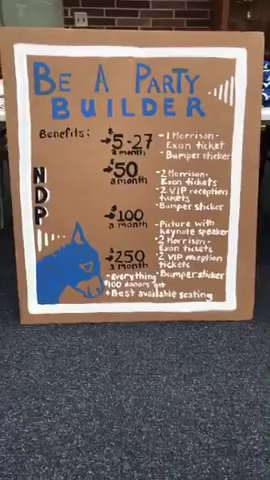 BE A PARTY
BUILDER
Benefits:
→ $5-27 a month
- 1 Morrison-
Exon ticket
- Bumper sticker
→ $50 a month
- 2 Morrison-
Exon tickets
- 2 VIP reception
tickets
- Bumper sticker
→ $100 a month
- Picture with
keynote speaker
- 2 Morrison-
Exon tickets
- 2 VIP reception
tickets
- Bumper sticker
→ $250 a month
- everything
$100 donors get
+ Best available seating
NDP